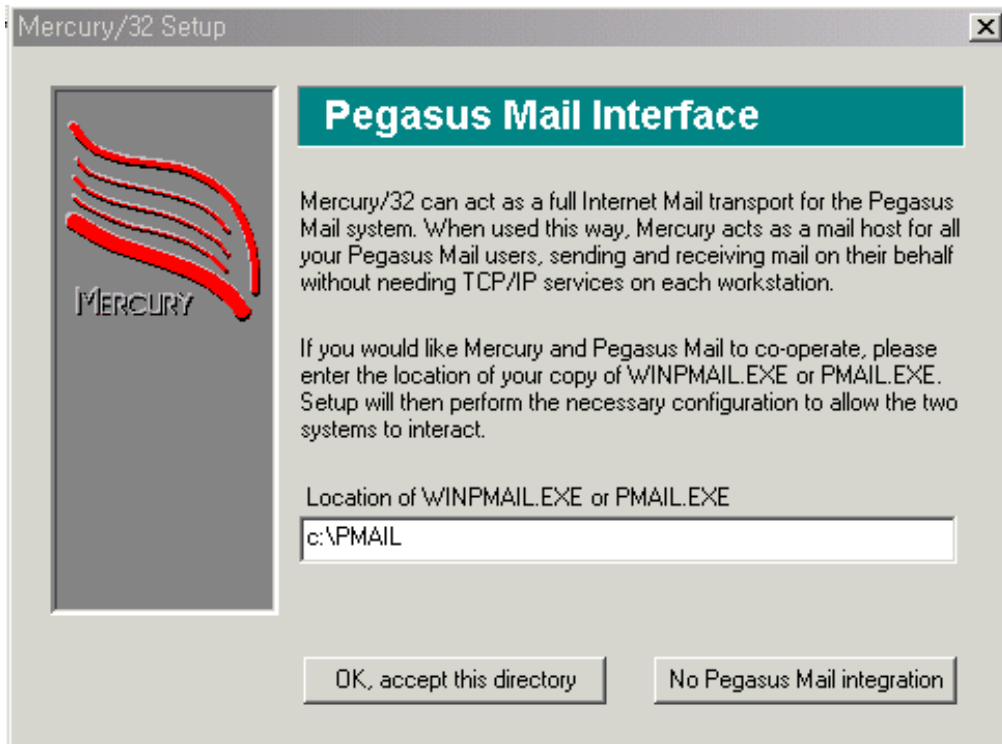 Mercury/32 Setup
Pegasus Mail Interface
MERCURY
Mercury/32 can act as a full Internet Mail transport for the Pegasus
Mail system. When used this way, Mercury acts as a mail host for all
your Pegasus Mail users, sending and receiving mail on their behalf
without needing TCP/IP services on each workstation.
If you would like Mercury and Pegasus Mail to co-operate, please
enter the location of your copy of WINPMAIL.EXE or PMAIL.EXE.
Setup will then perform the necessary configuration to allow the two
systems to interact.
Location of WINPMAIL.EXE or PMAIL.EXE
c:\PMAIL
OK, accept this directory
No Pegasus Mail integration